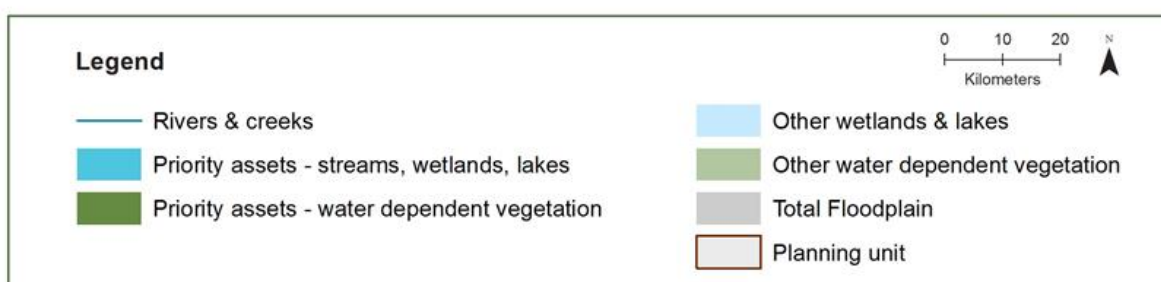 Legend
0 10 20
N
Kilometers
Rivers & creeks
Priority assets - streams, wetlands, lakes
Priority assets - water dependent vegetation
Other wetlands & lakes
Other water dependent vegetation
Total Floodplain
Planning unit